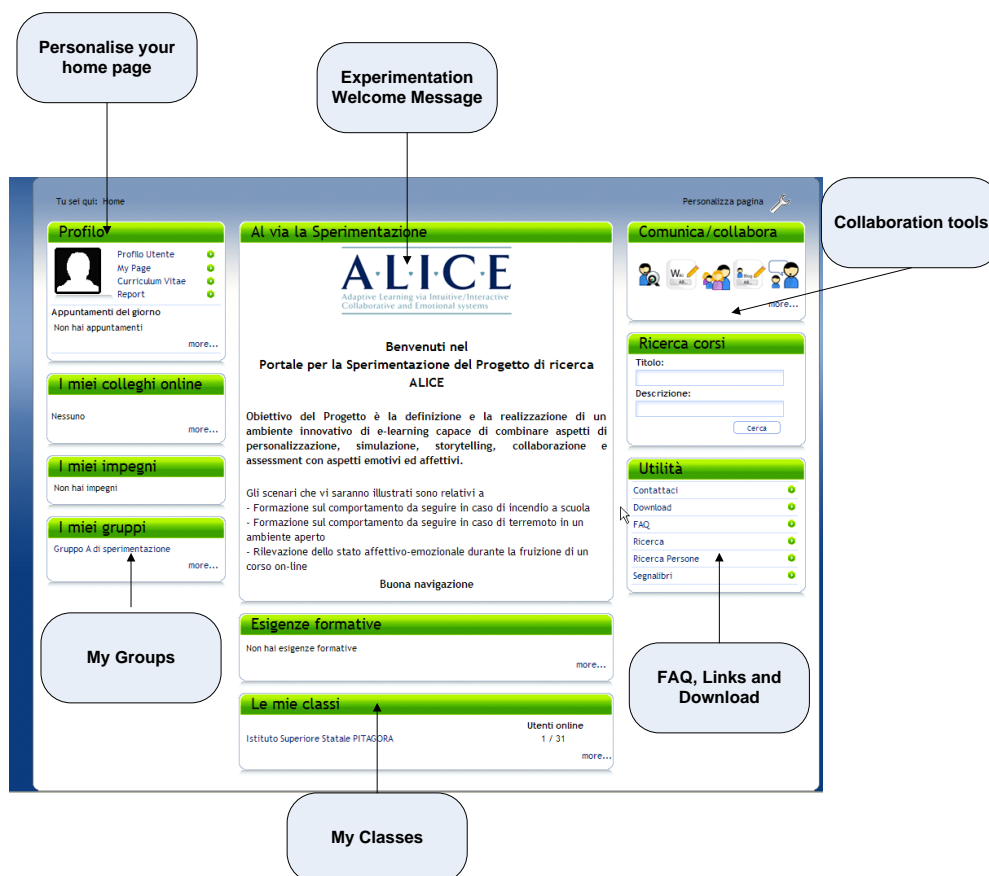 Personalise your
home page
Experimentation
Welcome Message
Collaboration tools
Tu sei qui: Home
Personalizza pagina
Profilo
Profilo Utente
My Page
Curriculum Vitae
Report
Appuntamenti del giorno
Non hai appuntamenti
more...
I miei colleghi online
Nessuno
more...
I miei impegni
Non hai impegni
I miei gruppi
Gruppo A di sperimentazione
more...
My Groups
Al via la Sperimentazione
A·L·I·C·E
Adaptive Learning via Intuitive/Interactive
Collaborative and Emotional systems
Benvenuti nel
Portale per la Sperimentazione del Progetto di ricerca
ALICE
Obiettivo del Progetto è la definizione e la realizzazione di un
ambiente innovativo di e-learning capace di combinare aspetti di
personalizzazione, simulazione, storytelling, collaborazione e
assessment con aspetti emotivi ed affettivi.
Gli scenari che vi saranno illustrati sono relativi a
- Formazione sul comportamento da seguire in caso di incendio a scuola
- Formazione sul comportamento da seguire in caso di terremoto in un
ambiente aperto
- Rilevazione dello stato affettivo-emozionale durante la fruizione di un
corso on-line
Buona navigazione
Esigenze formative
Non hai esigenze formative
more...
Le mie classi
Utenti online
Istituto Superiore Statale PITAGORA 1 / 31
more...
My Classes
Comunica/collabora
more...
Ricerca corsi
Titolo:
Descrizione:
Cerca
Utilità
Contattaci
Download
FAQ
Ricerca
Ricerca Persone
Segnalibri
FAQ, Links and
Download